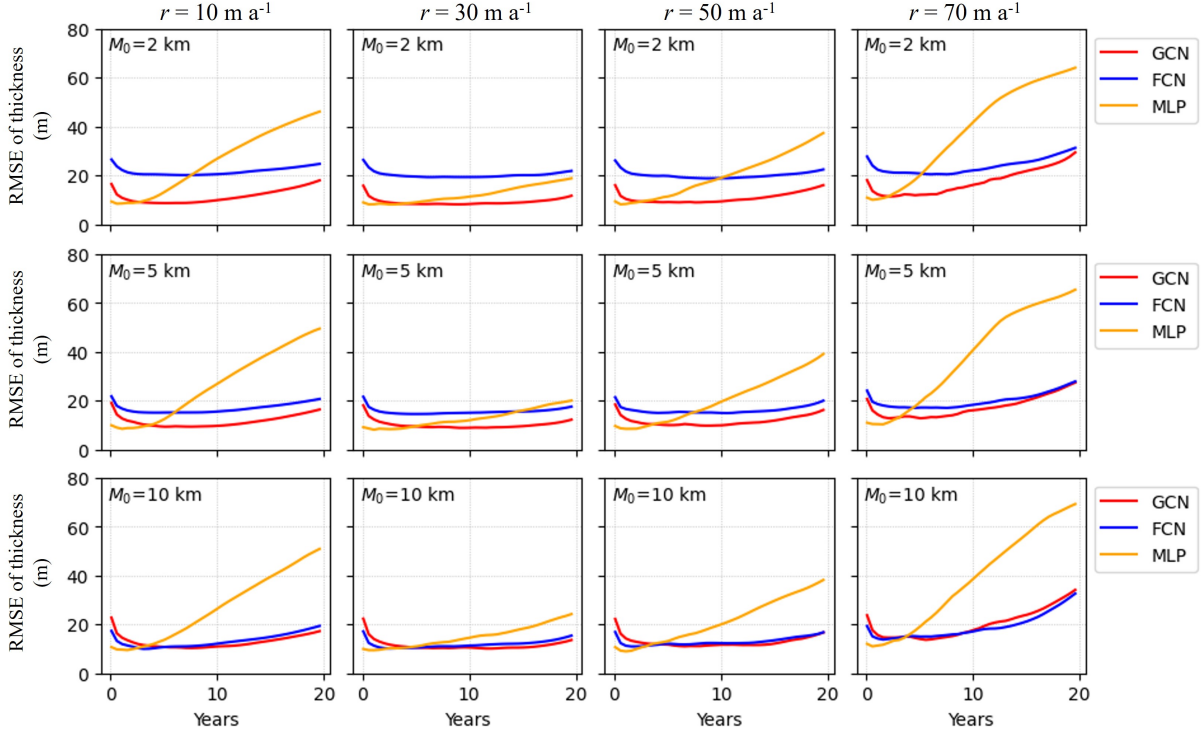 r = 10 m a⁻¹ r = 30 m a⁻¹ r = 50 m a⁻¹ r = 70 m a⁻¹
RMSE of thickness
(m)
80
60
40
20
0
M₀=2 km M₀=2 km M₀=2 km M₀=2 km
GCN
FCN
MLP
RMSE of thickness
(m)
80
60
40
20
0
M₀=5 km M₀=5 km M₀=5 km M₀=5 km
GCN
FCN
MLP
RMSE of thickness
(m)
80
60
40
20
0
M₀=10 km M₀=10 km M₀=10 km M₀=10 km
GCN
FCN
MLP
0 10 20 0 10 20 0 10 20 0 10 20
Years Years Years Years